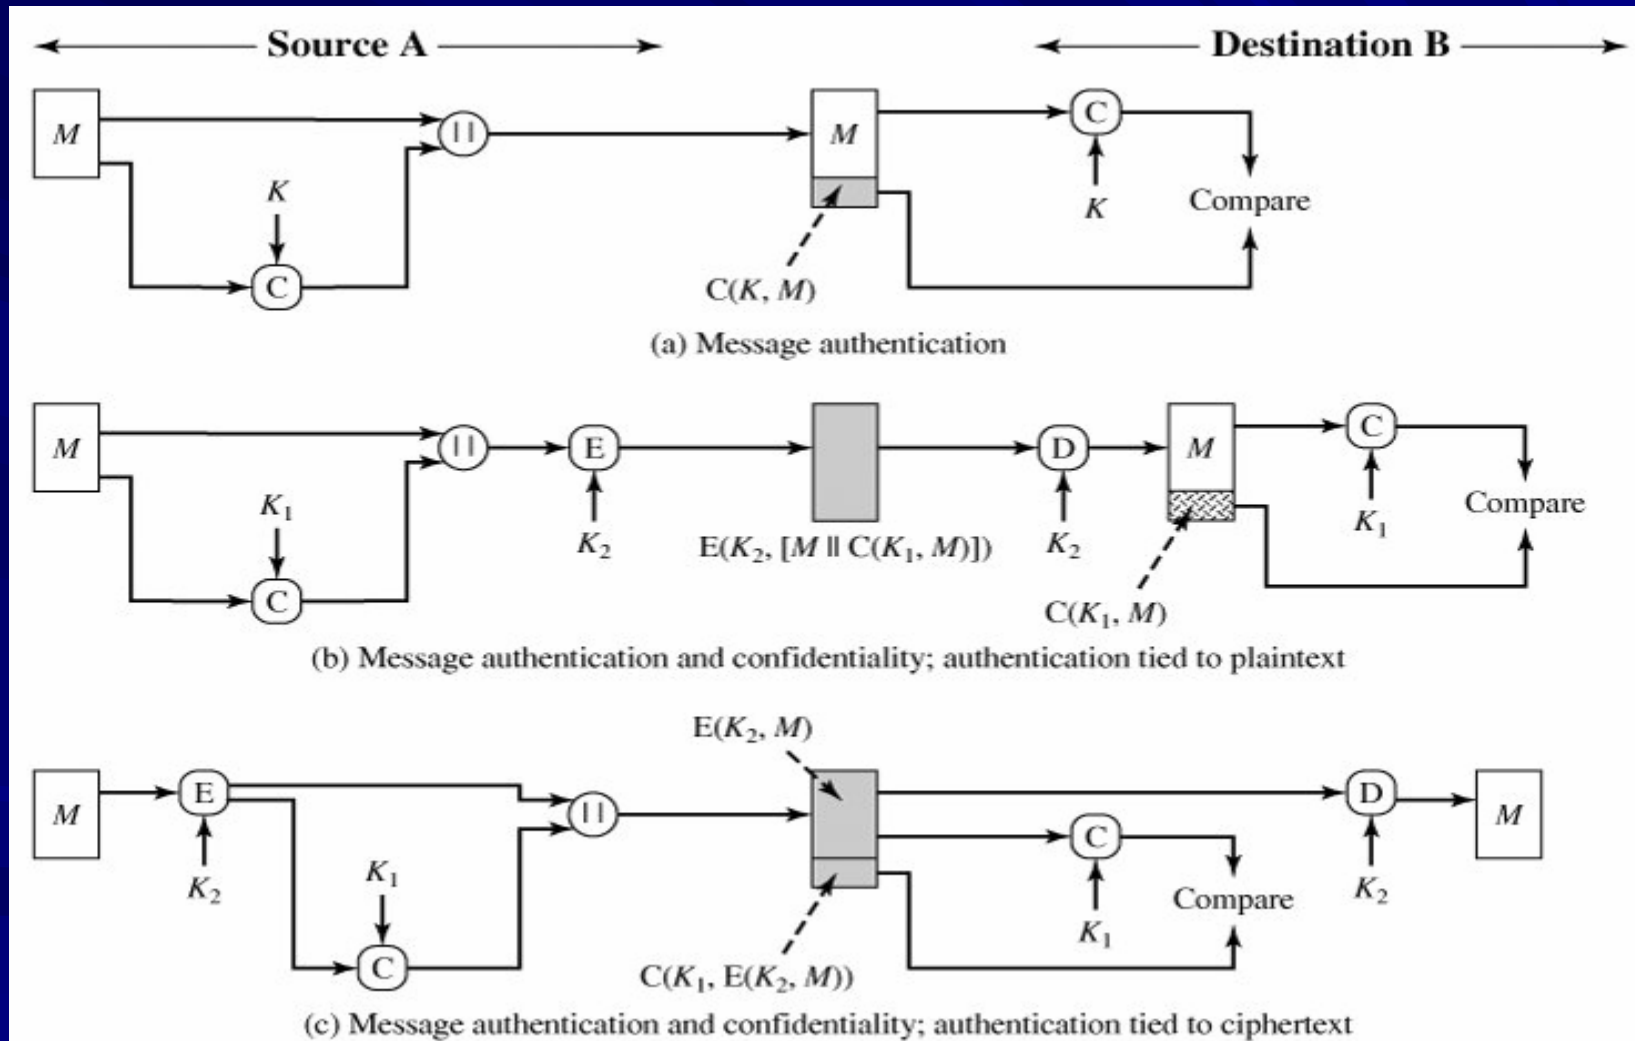 Source A
Destination B
M
||
M
C
K
K
Compare
C
C(K, M)
(a) Message authentication
M
||
E
D
M
C
K₁
K₂
E(K₂, [M || C(K₁, M)])
K₂
K₁
Compare
C
C(K₁, M)
(b) Message authentication and confidentiality; authentication tied to plaintext
E(K₂, M)
M
E
||
D
M
C
K₂
K₁
K₂
Compare
K₁
C
C(K₁, E(K₂, M))
(c) Message authentication and confidentiality; authentication tied to ciphertext